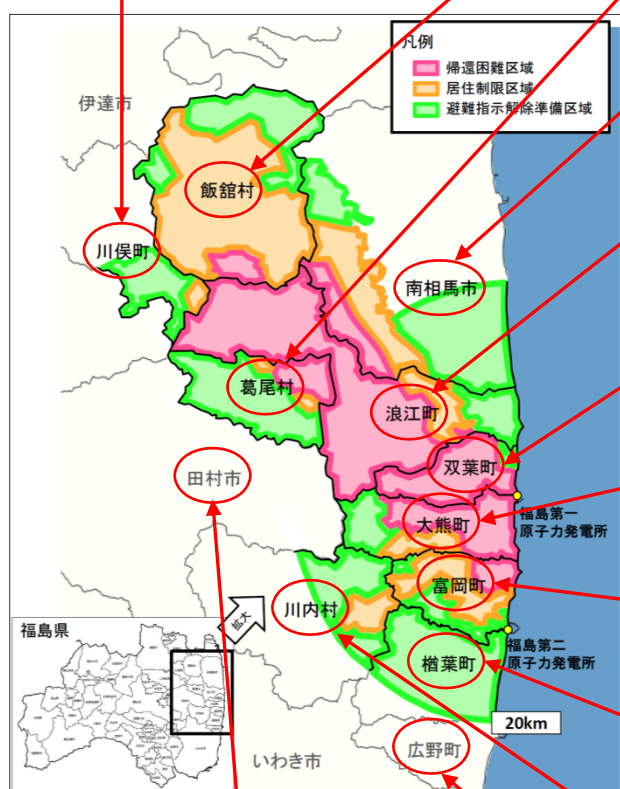 凡例
帰還困難区域
居住制限区域
避難指示解除準備区域
伊達市
飯舘村
川俣町
南相馬市
葛尾村
浪江町
双葉町
田村市
大熊町
福島第一
原子力発電所
富岡町
川内村
拡大
福島県
福島第二
原子力発電所
楢葉町
20km
広野町
いわき市